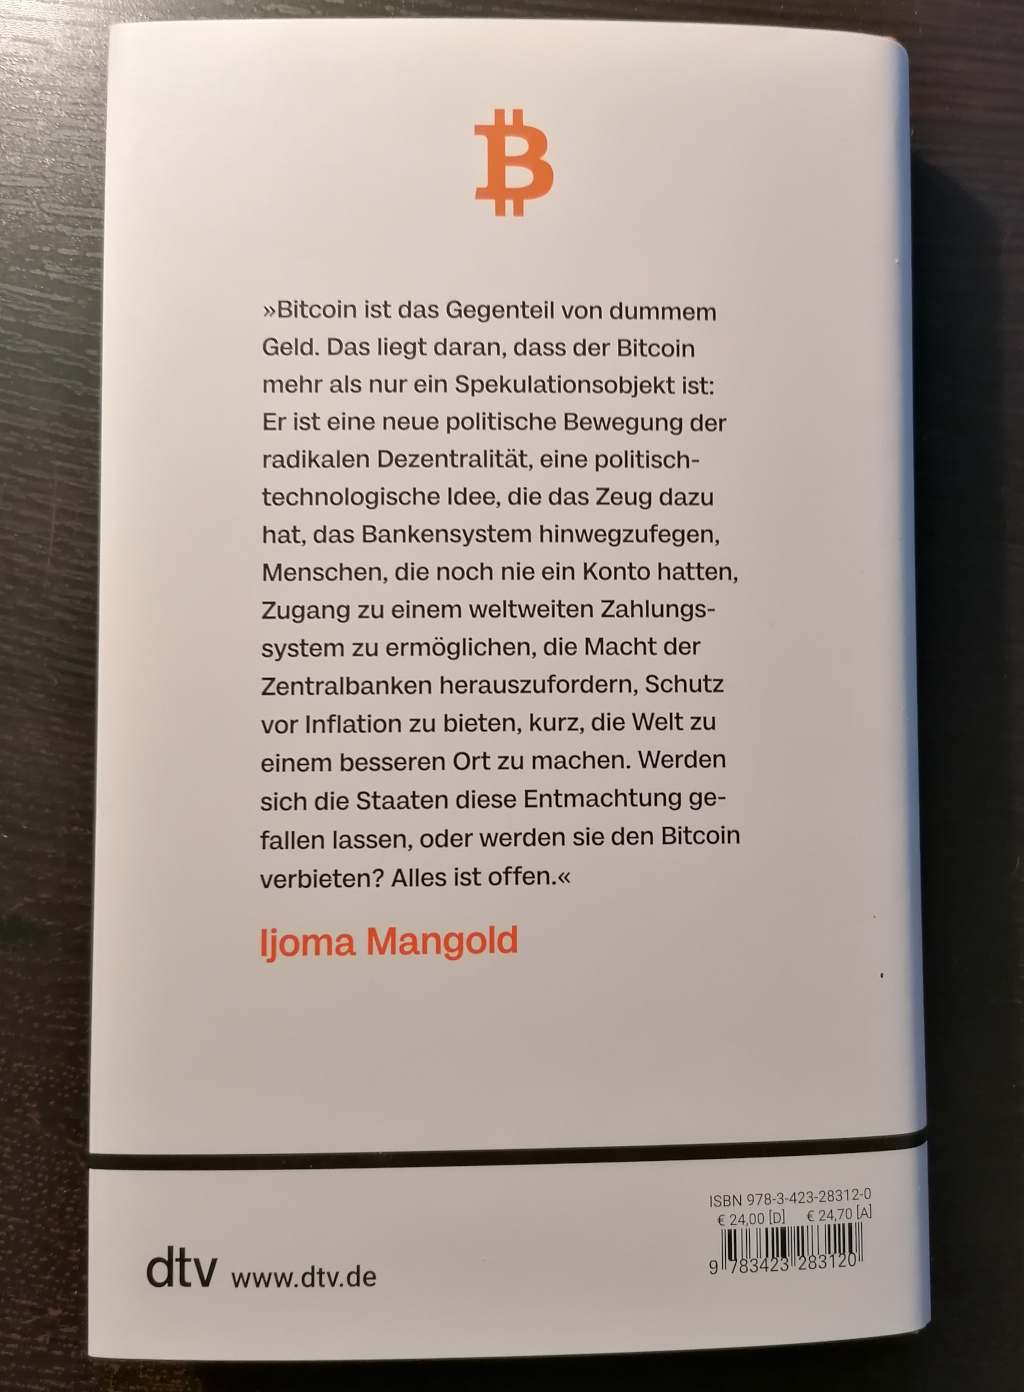 »Bitcoin ist das Gegenteil von dummem
Geld. Das liegt daran, dass der Bitcoin
mehr als nur ein Spekulationsobjekt ist:
Er ist eine neue politische Bewegung der
radikalen Dezentralität, eine politisch-
technologische Idee, die das Zeug dazu
hat, das Bankensystem hinwegzufegen,
Menschen, die noch nie ein Konto hatten,
Zugang zu einem weltweiten Zahlungs-
system zu ermöglichen, die Macht der
Zentralbanken herauszufordern, Schutz
vor Inflation zu bieten, kurz, die Welt zu
einem besseren Ort zu machen. Werden
sich die Staaten diese Entmachtung ge-
fallen lassen, oder werden sie den Bitcoin
verbieten? Alles ist offen.«
Ijoma Mangold
ISBN 978-3-423-28312-0
€ 24,00 [D] € 24,70 [A]
9 783423 283120
dtv www.dtv.de